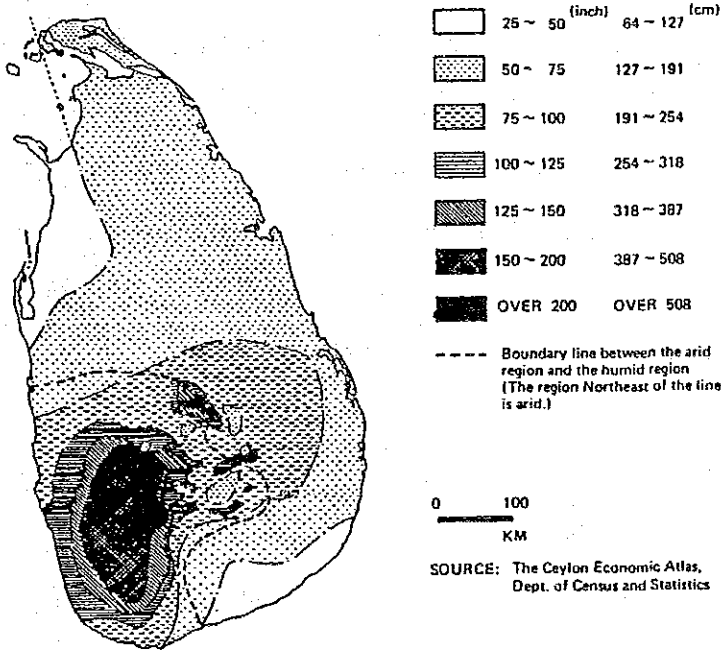 (inch) (cm)
25 ~ 50 64 ~ 127
50 ~ 75 127 ~ 191
75 ~ 100 191 ~ 254
100 ~ 125 254 ~ 318
125 ~ 150 318 ~ 387
150 ~ 200 387 ~ 508
OVER 200 OVER 508
Boundary line between the arid
region and the humid region
(The region Northeast of the line
is arid.)
0 100
KM
SOURCE: The Ceylon Economic Atlas,
Dept. of Census and Statistics